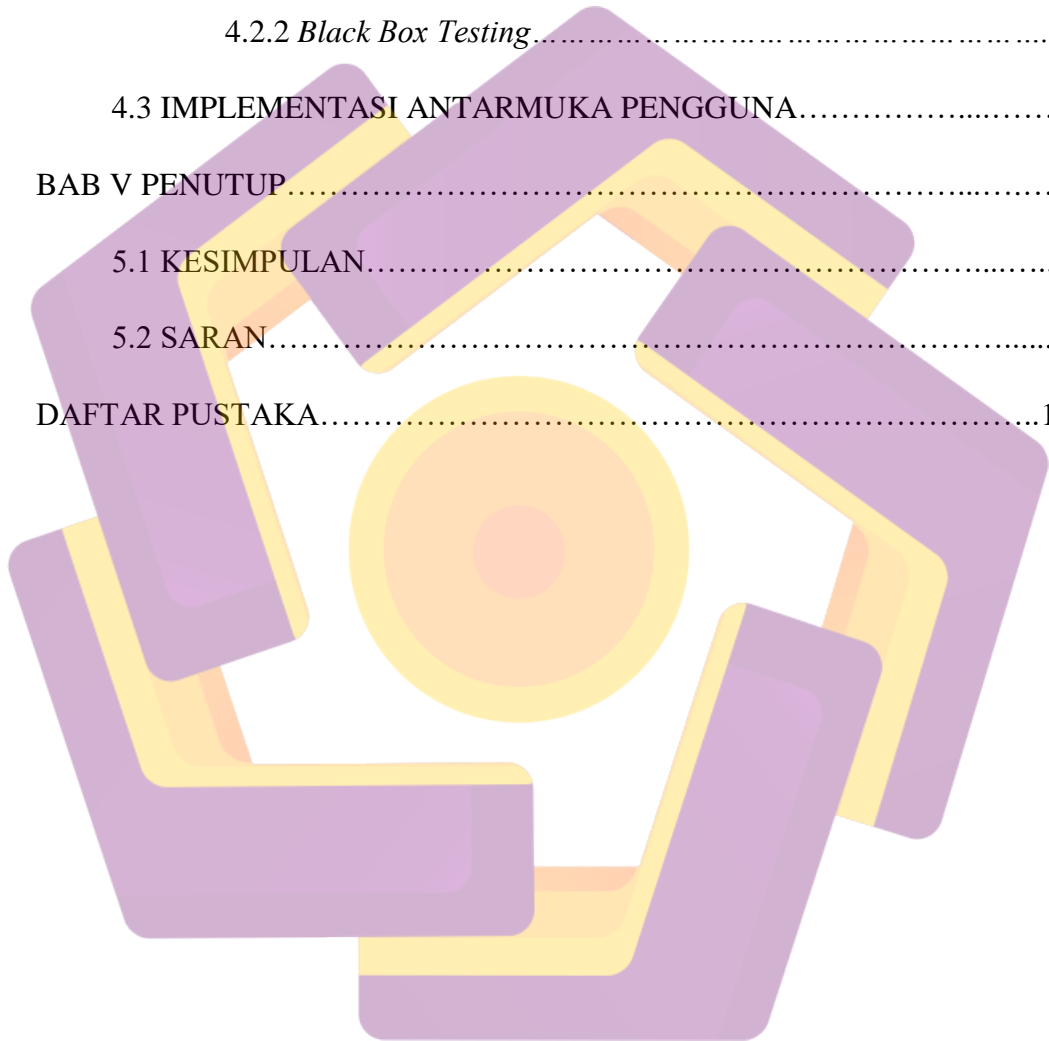 4.2.2 Black Box Testing………………………………………………….
4.3 IMPLEMENTASI ANTARMUKA PENGGUNA……………....…….
BAB V PENUTUP…………………………………………………………...…….
5.1 KESIMPULAN…………………………………………………....…..
5.2 SARAN……………………………………………………………......
DAFTAR PUSTAKA…………………………………………………………..1